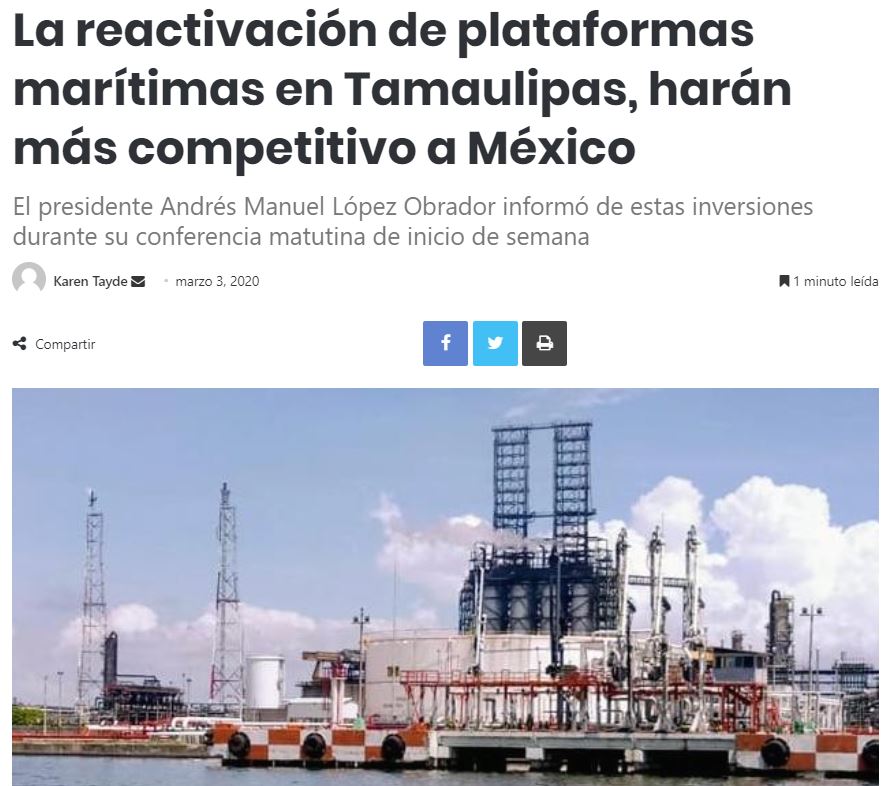 La reactivación de plataformas
marítimas en Tamaulipas, harán
más competitivo a México
El presidente Andrés Manuel López Obrador informó de estas inversiones
durante su conferencia matutina de inicio de semana
Karen Tayde • marzo 3, 2020 1 minuto leída
Compartir